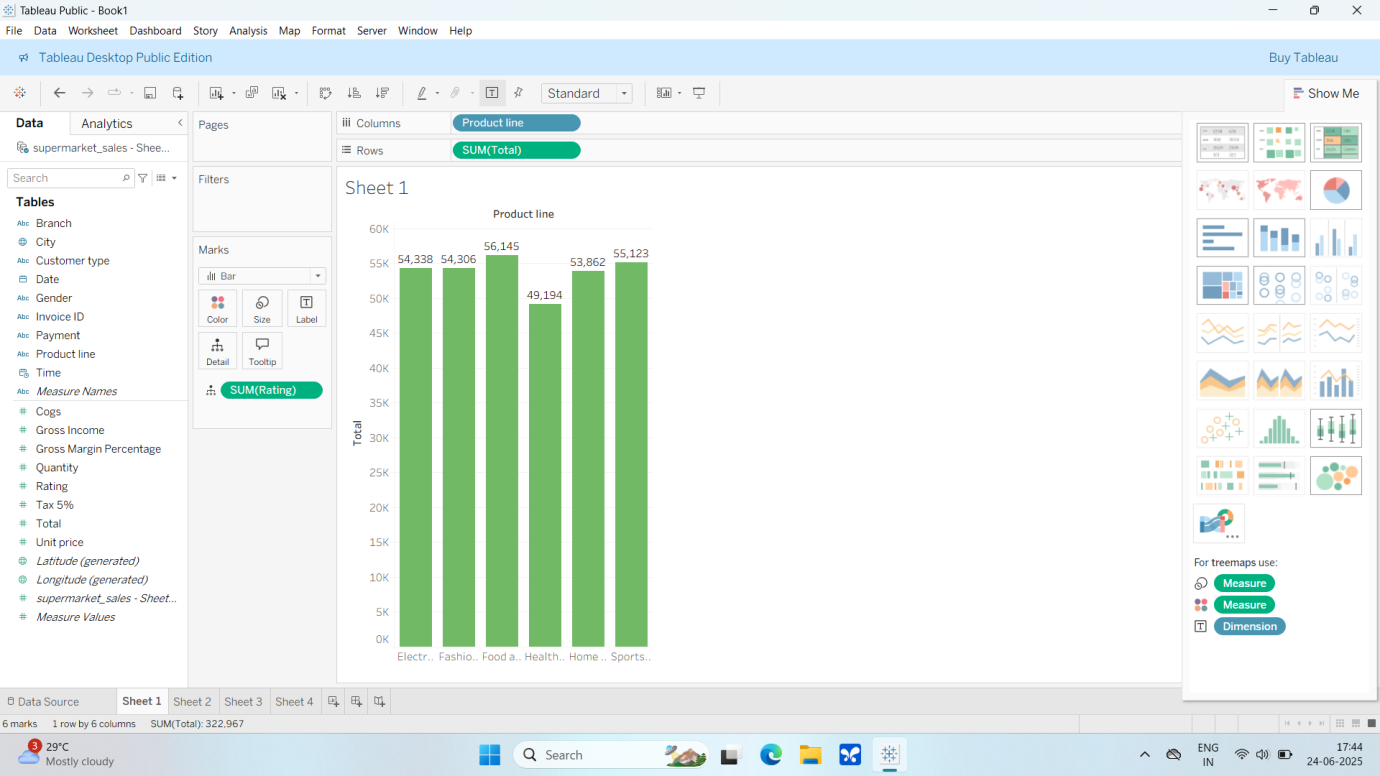 Tableau Public - Book1
File Data Worksheet Dashboard Story Analysis Map Format Server Window Help
Tableau Desktop Public Edition
Buy Tableau
Standard
Show Me
Data
Analytics
supermarket_sales - Shee...
Search
Tables
Abc Branch
City
Abc Customer type
Date
Abc Gender
Abc Invoice ID
Abc Payment
Abc Product line
Time
Abc Measure Names
# Cogs
# Gross Income
# Gross Margin Percentage
# Quantity
# Rating
# Tax 5%
# Total
# Unit price
Latitude (generated)
Longitude (generated)
# supermarket_sales - Sheet...
# Measure Values
Pages
Filters
Marks
Bar
Color Size Label
Detail Tooltip
SUM(Rating)
Columns Product line
Rows SUM(Total)
Sheet 1
Product line
60K
55K
50K
45K
40K
35K
30K
25K
20K
15K
10K
5K
0K
Total
54,338 54,306 56,145 49,194 53,862 55,123
Electr.. Fashio.. Food a.. Health.. Home .. Sports..
For treemaps use:
Measure
Measure
Dimension
Data Source Sheet 1 Sheet 2 Sheet 3 Sheet 4
6 marks 1 row by 6 columns SUM(Total): 322,967
3
29°C
Mostly cloudy
Search
ENG
IN
17:44
24-06-2025